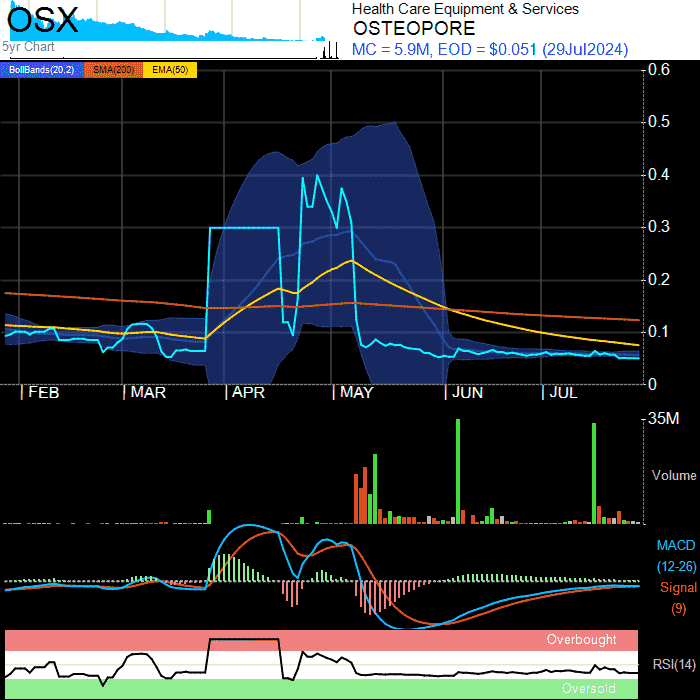 OSX
5yr Chart
Health Care Equipment & Services
OSTEOPORE
MC = 5.9M, EOD = $0.051 (29Jul2024)
BollBands(20,2) SMA(200) EMA(50)
0.6
0.5
0.4
0.3
0.2
0.1
0
FEB MAR APR MAY JUN JUL
35M
Volume
MACD
(12-26)
Signal
(9)
Overbought
RSI(14)
Oversold